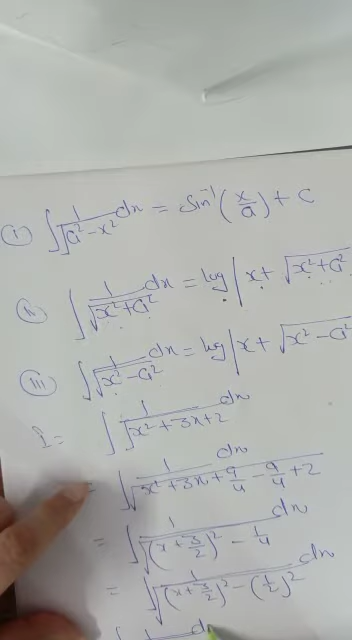 (i) ∫ 1/√(a²-x²) dx = sin⁻¹(x/a) + c
(ii) ∫ 1/√(x²+a²) dx = log | x + √(x²+a²)
(iii) ∫ 1/√(x²-a²) dx = log | x + √(x²-a²)
I = ∫ 1/√(x²+3x+2) dx
= ∫ 1/√(x²+3x+9/4-9/4+2) dx
= ∫ 1/√((x+3/2)²-1/4) dx
= ∫ 1/√((x+3/2)²-(1/2)²) dx